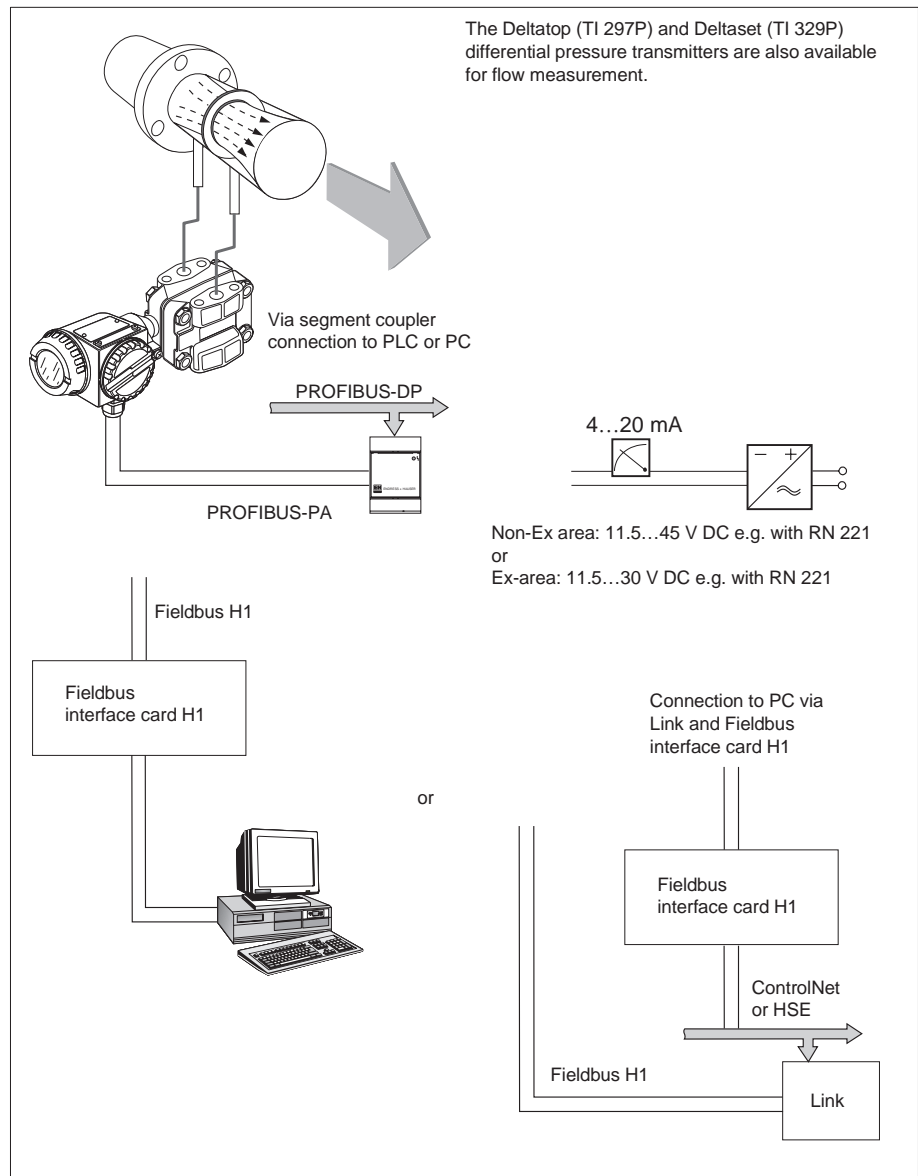 The Deltatop (TI 297P) and Deltaset (TI 329P)
differential pressure transmitters are also available
for flow measurement.
Via segment coupler
connection to PLC or PC
PROFIBUS-DP
ENDRESS + HAUSER
PROFIBUS-PA
4…20 mA
Non-Ex area: 11.5…45 V DC e.g. with RN 221
or
Ex-area: 11.5…30 V DC e.g. with RN 221
Fieldbus H1
Fieldbus
interface card H1
or
Connection to PC via
Link and Fieldbus
interface card H1
Fieldbus
interface card H1
ControlNet
or HSE
Fieldbus H1
Link